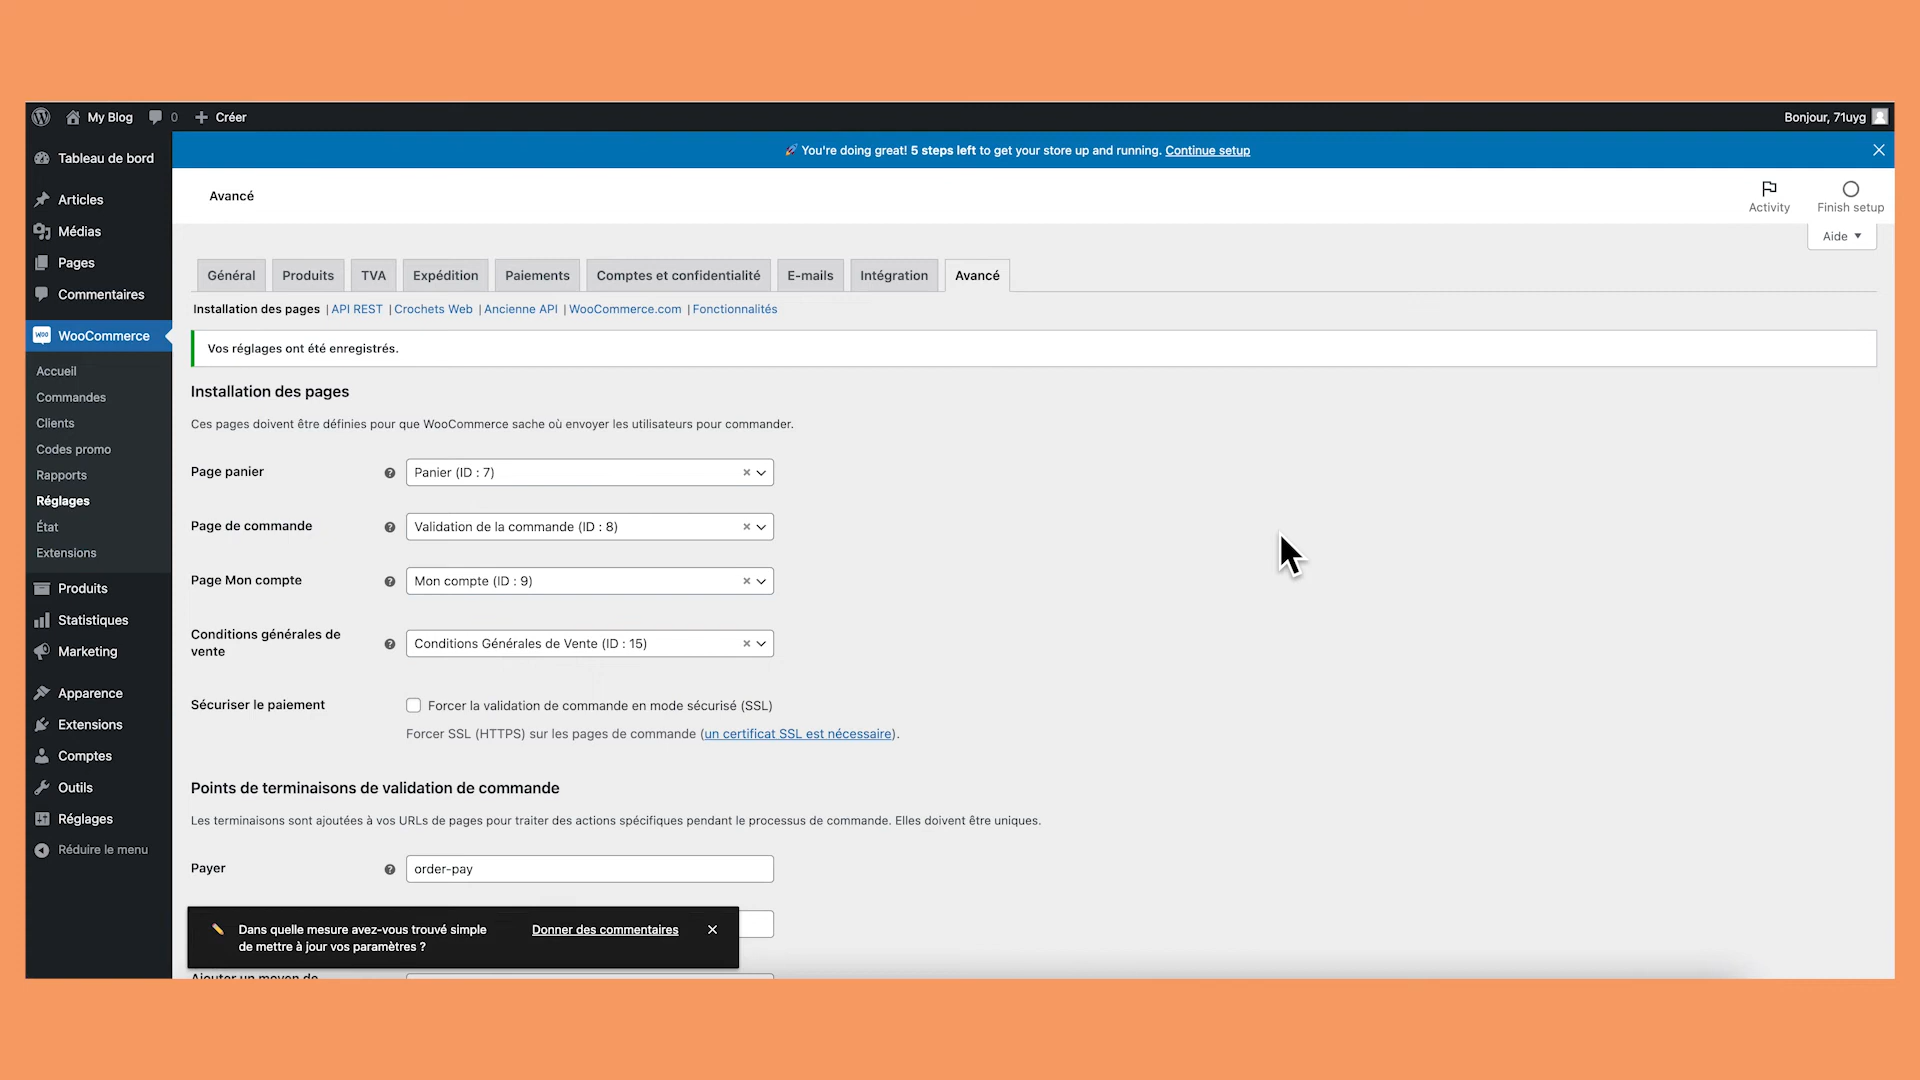 My Blog 0 Créer Bonjour, 71uyg
You're doing great! 5 steps left to get your store up and running. Continue setup
Tableau de bord
Articles
Médias
Pages
Commentaires
WooCommerce
Accueil
Commandes
Clients
Codes promo
Rapports
Réglages
État
Extensions
Produits
Statistiques
Marketing
Apparence
Extensions
Comptes
Outils
Réglages
Réduire le menu
Avancé
Activity
Finish setup
Aide
Général Produits TVA Expédition Paiements Comptes et confidentialité E-mails Intégration Avancé
Installation des pages | API REST | Crochets Web | Ancienne API | WooCommerce.com | Fonctionnalités
Vos réglages ont été enregistrés.
Installation des pages
Ces pages doivent être définies pour que WooCommerce sache où envoyer les utilisateurs pour commander.
Page panier Panier (ID : 7)
Page de commande Validation de la commande (ID : 8)
Page Mon compte Mon compte (ID : 9)
Conditions générales de
vente
Conditions Générales de Vente (ID : 15)
Sécuriser le paiement Forcer la validation de commande en mode sécurisé (SSL)
Forcer SSL (HTTPS) sur les pages de commande (un certificat SSL est nécessaire).
Points de terminaisons de validation de commande
Les terminaisons sont ajoutées à vos URLs de pages pour traiter des actions spécifiques pendant le processus de commande. Elles doivent être uniques.
Payer order-pay
Dans quelle mesure avez-vous trouvé simple
de mettre à jour vos paramètres ?
Donner des commentaires
Ajouter un moyen de